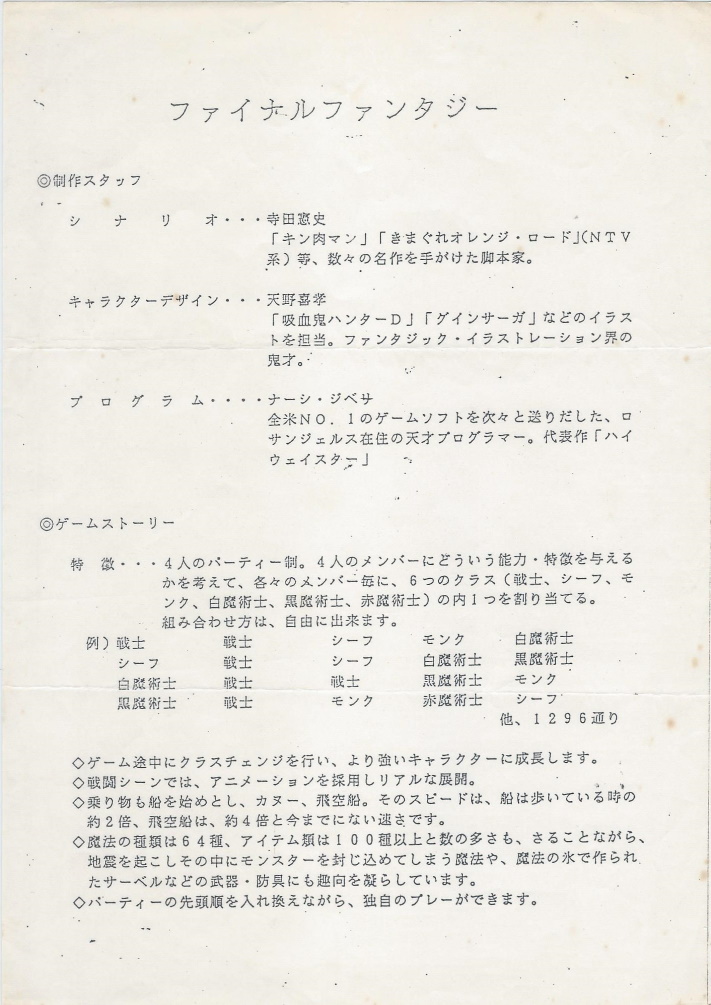 ファイナルファンタジー
◎制作スタッフ
シナリオ・・・寺田憲史
「キン肉マン」「きまぐれオレンジ・ロード」(NTV
系)等、数々の名作を手がけた脚本家。
キャラクターデザイン・・・天野喜孝
「吸血鬼ハンターD」「グインサーガ」などのイラス
トを担当。ファンタジック・イラストレーション界の
鬼才。
プログラム・・・・ナーシ・ジベサ
全米NO.1のゲームソフトを次々と送りだした、ロ
サンジェルス在住の天才プログラマー。代表作「ハイ
ウェイスター」
◎ゲームストーリー
特徴・・・4人のパーティー制。4人のメンバーにどういう能力・特徴を与える
かを考えて、各々のメンバー毎に、6つのクラス(戦士、シーフ、モ
ンク、白魔術士、黒魔術士、赤魔術士)の内1つを割り当てる。
組み合わせ方は、自由に出来ます。
例)戦士 戦士 シーフ モンク 白魔術士
シーフ 戦士 シーフ 白魔術士 黒魔術士
白魔術士 戦士 戦士 黒魔術士 モンク
黒魔術士 戦士 モンク 赤魔術士 シーフ
他、1296通り
◇ゲーム途中にクラスチェンジを行い、より強いキャラクターに成長します。
◇戦闘シーンでは、アニメーションを採用しリアルな展開。
◇乗り物も船を始めとし、カヌー、飛空船。そのスピードは、船は歩いている時の
約2倍、飛空船は、約4倍と今までにない速さです。
◇魔法の種類は64種、アイテム類は100種以上と数の多さも、さることながら、
地震を起こしその中にモンスターを封じ込めてしまう魔法や、魔法の氷で作られ
たサーベルなどの武器・防具にも趣向を凝らしています。
◇パーティーの先頭順を入れ換えながら、独自のプレーができます。